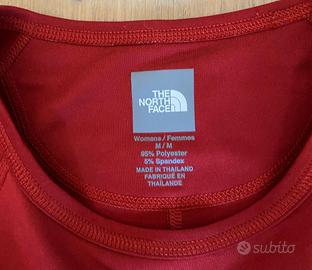 THE
NORTH
FACE
Womens / Femmes
M / M
95% Polyester
5% Spandex
MADE IN THAILAND
FABRIQUÉ EN
THAÏLANDE
subito